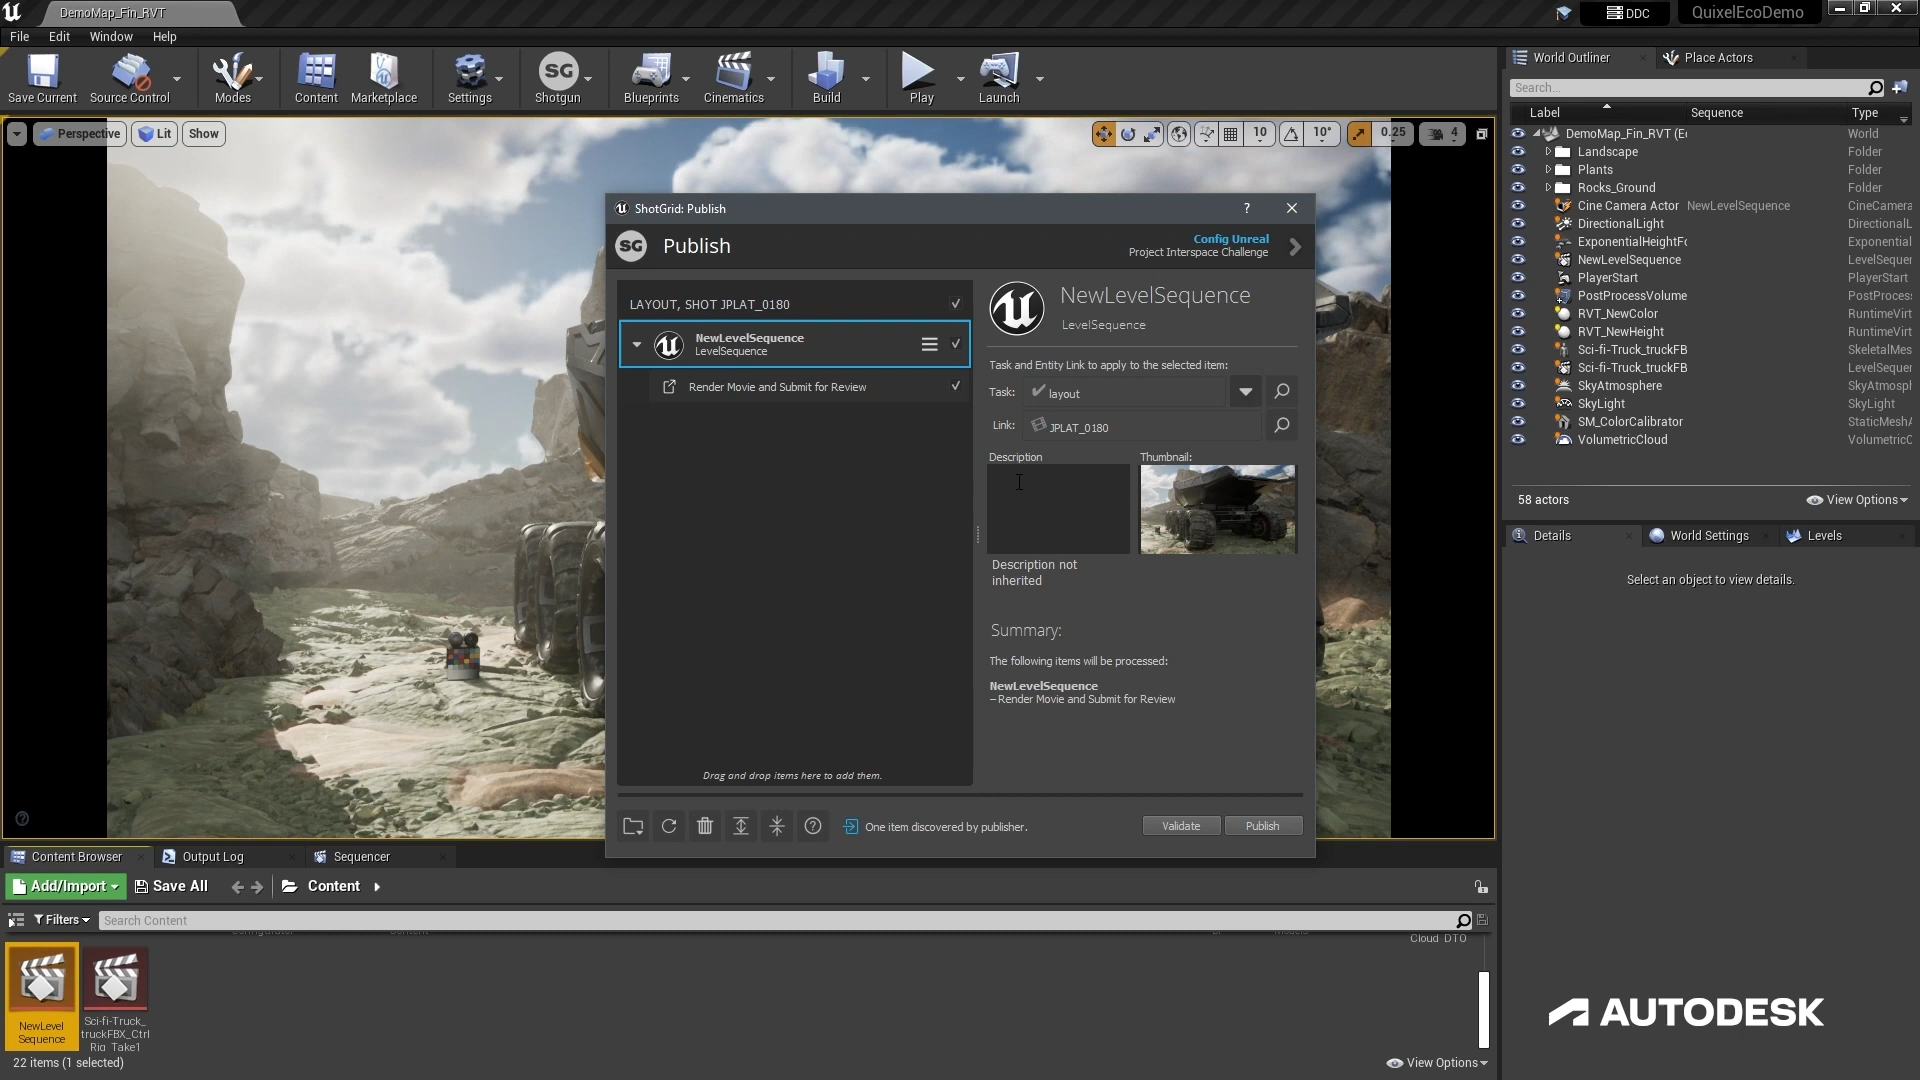 DemoMap_Fin_RVT
DDC
QuixelEcoDemo
File Edit Window Help
Save Current
Source Control
Modes
Content
Marketplace
Settings
SG
Shotgun
Blueprints
Cinematics
Build
Play
Launch
Perspective
Lit
Show
10
10°
0.25
4
World Outliner
Place Actors
Search...
Label Sequence Type
DemoMap_Fin_RVT (E World
Landscape Folder
Plants Folder
Rocks_Ground Folder
Cine Camera Actor NewLevelSequence CineCamera
DirectionalLight DirectionalL
ExponentialHeightFo Exponential
NewLevelSequence LevelSequer
PlayerStart PlayerStart
PostProcessVolume PostProcess
RVT_NewColor RuntimeVirt
RVT_NewHeight RuntimeVirt
Sci-fi-Truck_truckFB SkeletalMes
Sci-fi-Truck_truckFB LevelSequer
SkyAtmosphere SkyAtmosph
SkyLight SkyLight
SM_ColorCalibrator StaticMeshA
VolumetricCloud VolumetricC
58 actors
View Options
Details
World Settings
Levels
Select an object to view details.
ShotGrid: Publish
?
SG
Publish
Config Unreal
Project Interspace Challenge
LAYOUT, SHOT JPLAT_0180
NewLevelSequence
LevelSequence
Render Movie and Submit for Review
Drag and drop items here to add them.
NewLevelSequence
LevelSequence
Task and Entity Link to apply to the selected item:
Task: layout
Link: JPLAT_0180
Description
Thumbnail:
Description not
inherited
Summary:
The following items will be processed:
NewLevelSequence
– Render Movie and Submit for Review
One item discovered by publisher.
Validate
Publish
Content Browser
Output Log
Sequencer
Add/Import
Save All
Content
Filters
Search Content
Cloud_DTO
NewLevel
Sequence
Sci-fi-Truck_
truckFBX_Ctrl
Rig_Take1
22 items (1 selected)
View Options
AUTODESK